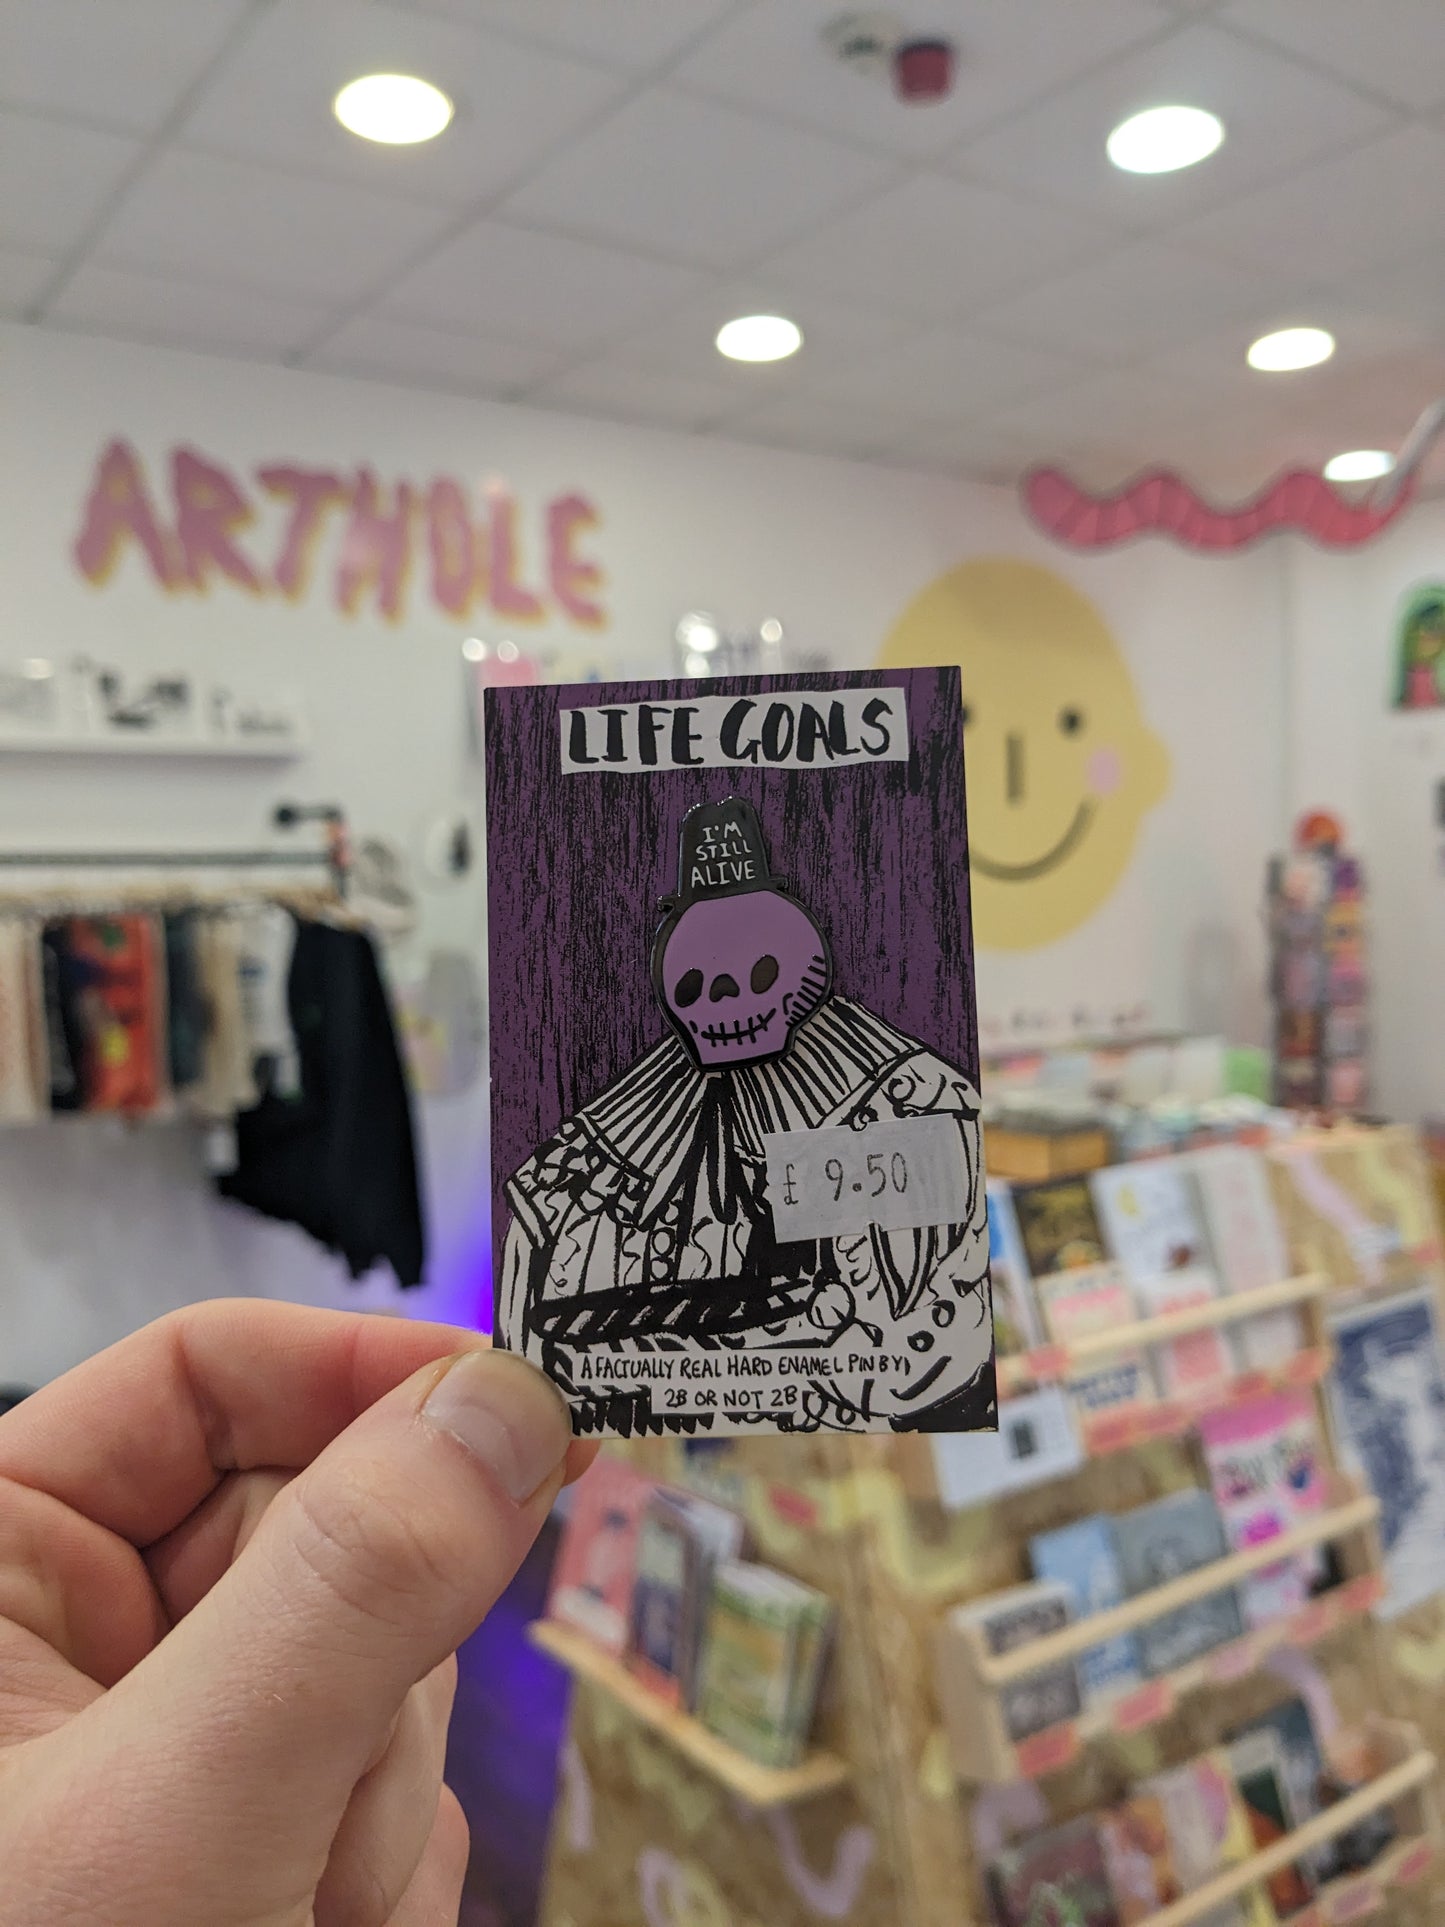 ARTHOLE
LIFE GOALS
I'M
STILL
ALIVE
£ 9.50
A FACTUALLY REAL HARD ENAMEL PIN BY
2B OR NOT 2B